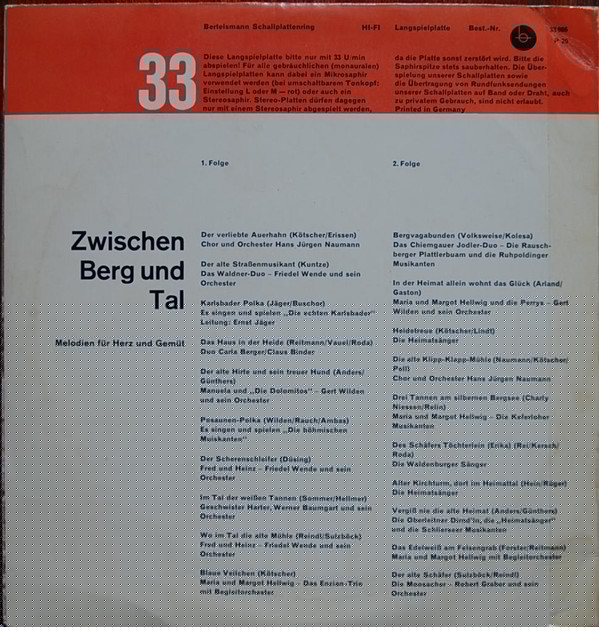 Bertelsmann Schallplattenring HI-FI Langspielplatte Best.-Nr.
P 20
33
Diese Langspielplatte bitte nur mit 33 U/min
abspielen! Für alle gebräuchlichen (monauralen)
Langspielplatten kann dabei ein Mikrosaphir
verwendet werden (bei umschaltbarem Tonkopf:
Einstellung L oder M — rot) oder auch ein
Stereosaphir. Stereo-Platten dürfen dagegen
nur mit einem Stereosaphir abgespielt werden,
da die Platte sonst zerstört wird. Bitte die
Saphirspitze stets sauberhalten. Die Über-
spielung unserer Schallplatten sowie
die Übertragung von Rundfunksendungen
unserer Schallplatten auf Band oder Draht, auch
zu privatem Gebrauch, sind nicht erlaubt.
Printed in Germany
Zwischen
Berg und
Tal
Melodien für Herz und Gemüt
1. Folge
Der verliebte Auerhahn (Kötscher/Erissen)
Chor und Orchester Hans Jürgen Naumann
Der alte Straßenmusikant (Kuntze)
Das Waldner-Duo – Friedel Wende und sein
Orchester
Karlsbader Polka (Jäger/Buschor)
Es singen und spielen „Die echten Karlsbader"
Leitung: Ernst Jäger
Das Haus in der Heide (Reitmann/Vauel/Roda)
Duo Carla Berger/Claus Binder
Der alte Hirte und sein treuer Hund (Anders/
Günthers)
Manuela und „Die Dolomitos" – Gert Wilden
und sein Orchester
Posaunen-Polka (Wilden/Rauch/Ambas)
Es singen und spielen „Die böhmischen
Muiskanten"
Der Scherenschleifer (Düsing)
Fred und Heinz – Friedel Wende und sein
Orchester
Im Tal der weißen Tannen (Sommer/Hellmer)
Geschwister Harter, Werner Baumgart und sein
Orchester
Wo im Tal die alte Mühle (Reindl/Sulzböck)
Fred und Heinz – Friedel Wende und sein
Orchester
Blaue Veilchen (Kötscher)
Maria und Margot Hellwig – Das Enzian-Trio
mit Begleitorchester
2. Folge
Bergvagabunden (Volksweise/Kolesa)
Das Chiemgauer Jodler-Duo – Die Rausch-
berger Plattlerbuam und die Ruhpoldinger
Musikanten
In der Heimat allein wohnt das Glück (Arland/
Gaston)
Maria und Margot Hellwig und die Perrys – Gert
Wilden und sein Orchester
Heidetreue (Kötscher/Lindt)
Die Heimatsänger
Die alte Klipp-Klapp-Mühle (Naumann/Kötscher/
Pell)
Chor und Orchester Hans Jürgen Naumann
Drei Tannen am silbernen Bergsee (Charly
Niessen/Relin)
Maria und Margot Hellwig – Die Keferloher
Musikanten
Des Schäfers Töchterlein (Erika) (Rei/Kersch/
Roda)
Die Waldenburger Sänger
Alter Kirchturm, dort im Heimattal (Hein/Rüger)
Die Heimatsänger
Vergiß nie die alte Heimat (Anders/Günthers)
Die Oberleitner Dirnd'ln, die „Heimatsänger"
und die Schlierseer Musikanten
Das Edelweiß am Felsengrab (Forster/Reitmann)
Maria und Margot Hellwig mit Begleitorchester
Der alte Schäfer (Sulzböck/Reindl)
Die Moosacher – Robert Graber und sein
Orchester